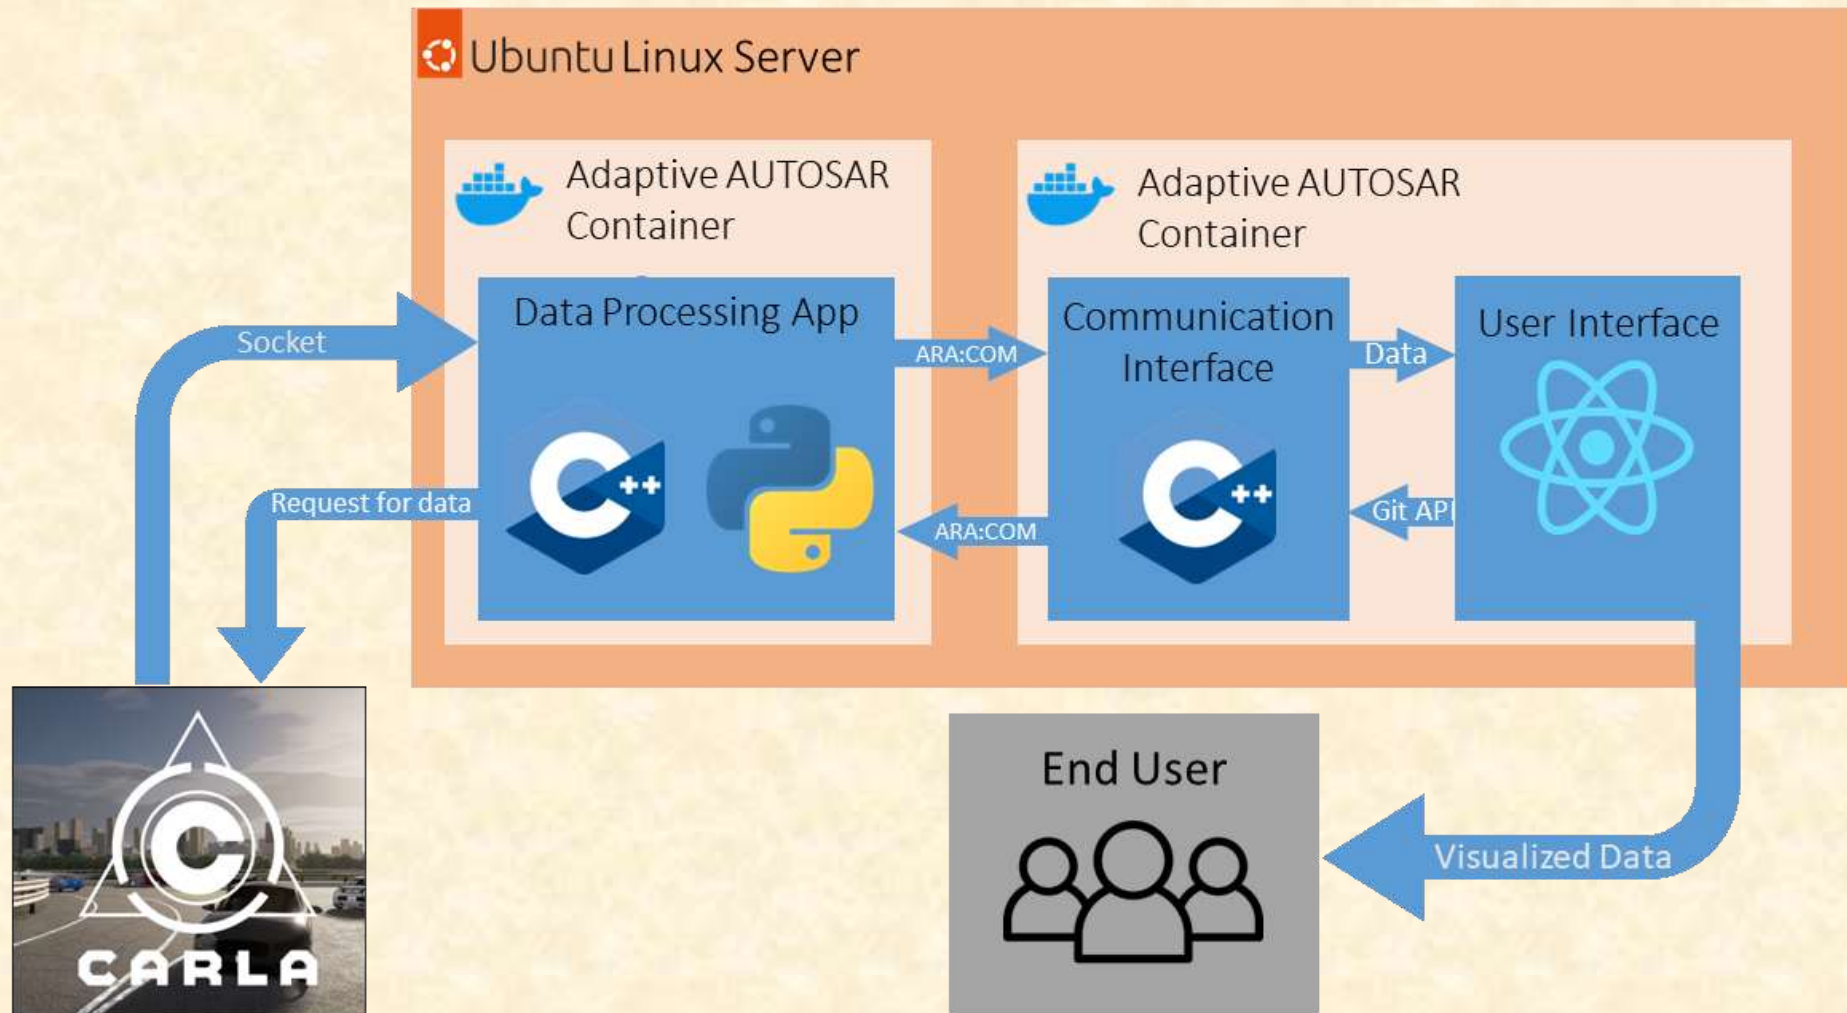 Ubuntu Linux Server
Adaptive AUTOSAR
Container
Adaptive AUTOSAR
Container
Socket
Data Processing App
ARA:COM
Communication
Interface
Data
User Interface
Request for data
C++
ARA:COM
C++
Git API
End User
Visualized Data
C
CARLA